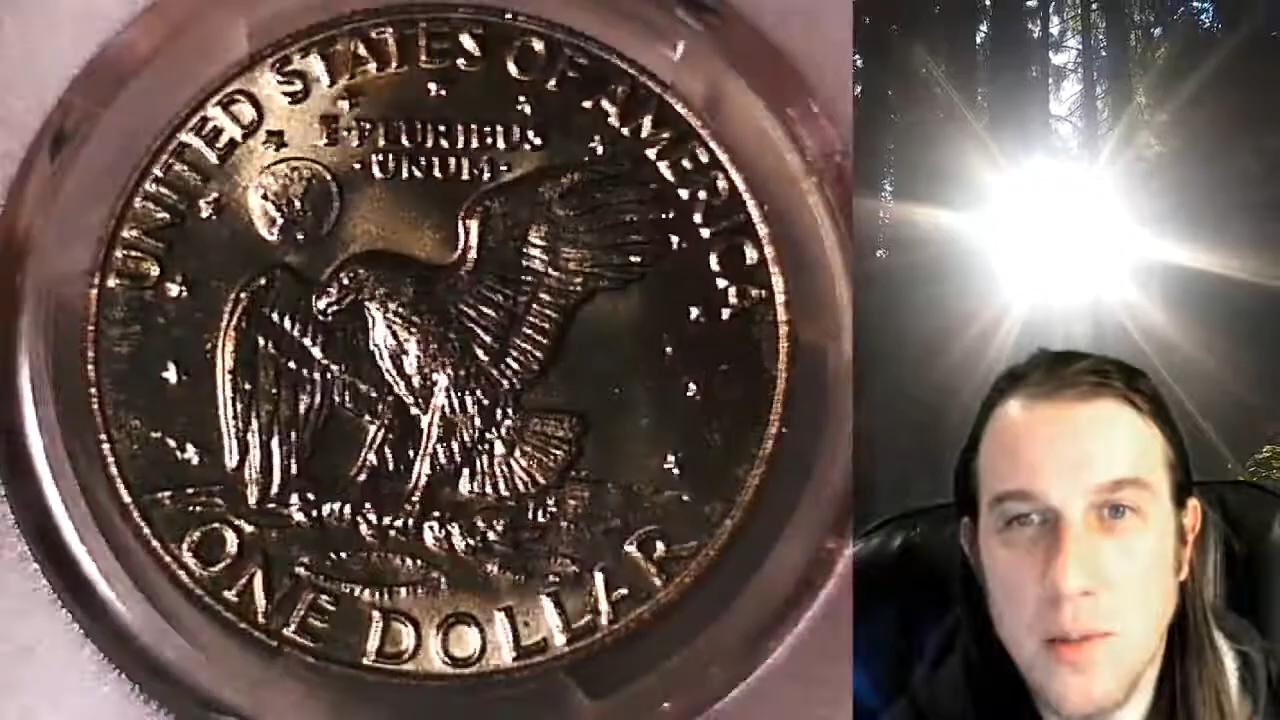 UNITED STATES OF AMERICA
E·PLURIBUS
·UNUM·
ONE DOLLAR